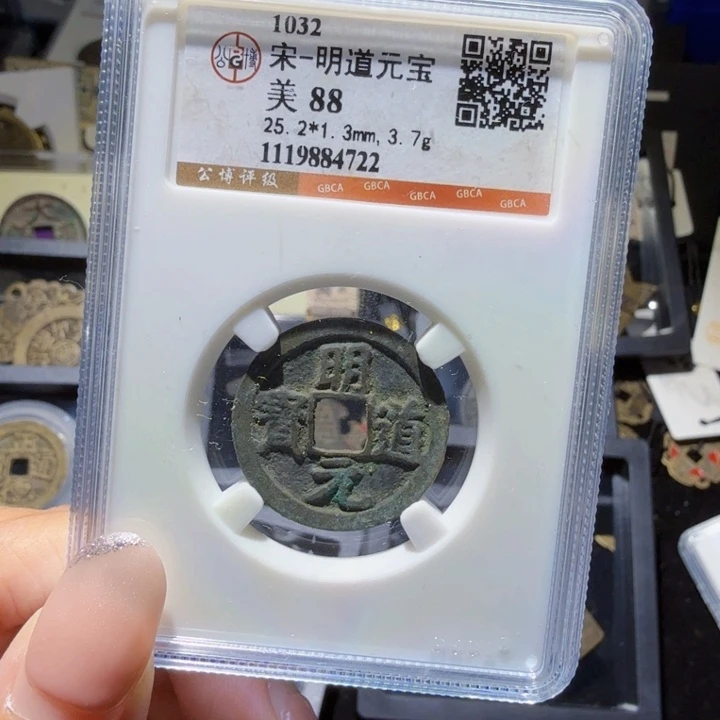 1032
宋-明道元宝
美 88
25.2*1.3mm, 3.7g
1119884722
公博评级 GBCA GBCA GBCA GBCA GBCA
明
道
元
寶